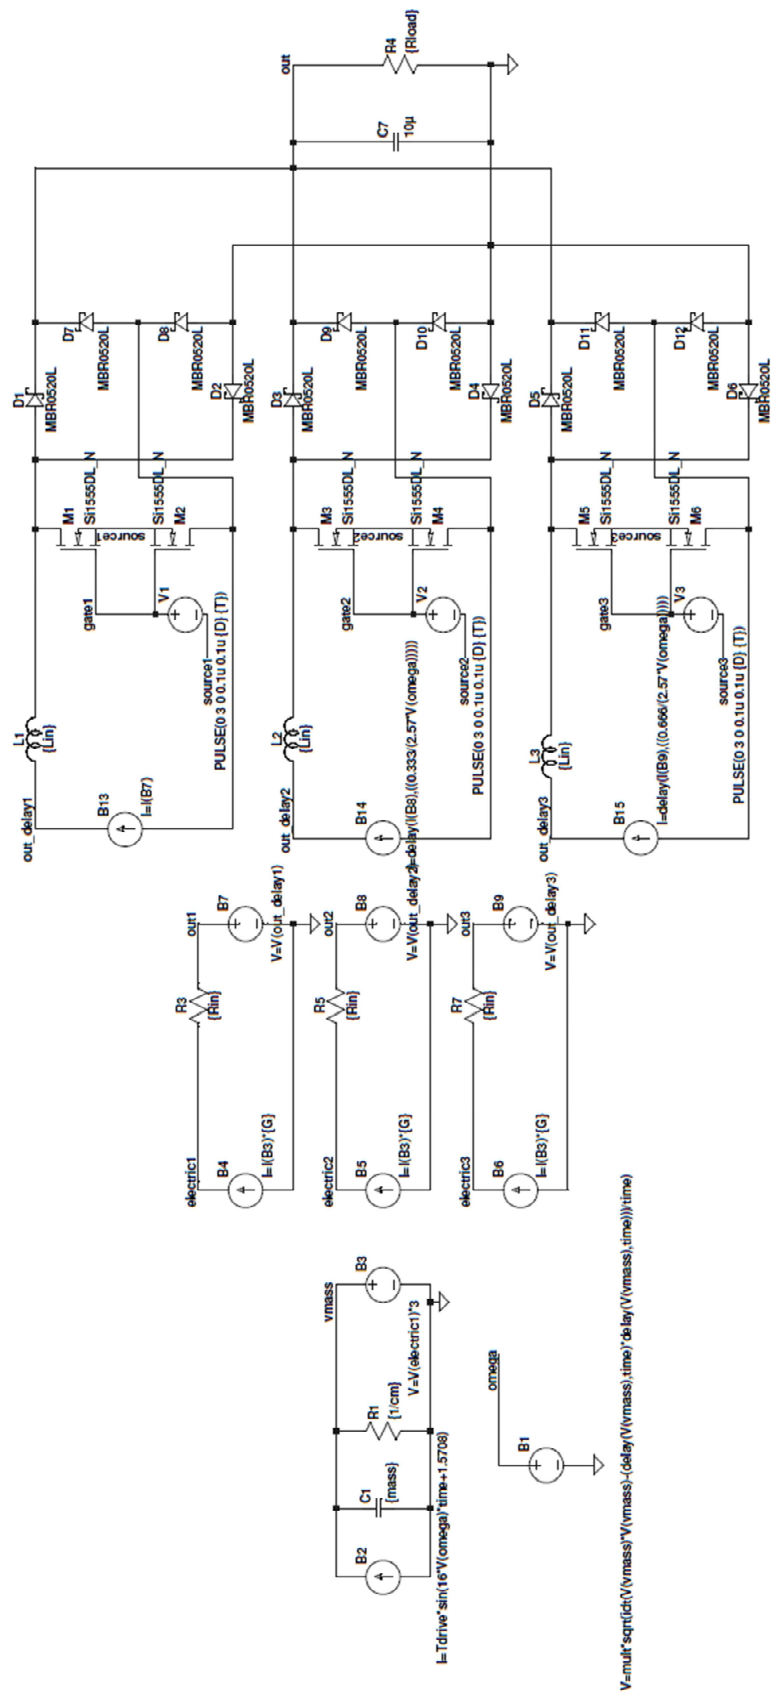 out_delay1
B13
I=I(B7)
L1
{Lin}
gate1
V1
source1
PULSE(0 3 0 0.1u 0.1u {D} {T})
M1
Si1555DL_N
source1
Si1555DL_N
M2
D1
MBR0520L
D7
MBR0520L
D8
MBR0520L
D2
MBR0520L
out_delay2
B14
I=delay(I(B8),((0.333/(2.57*V(omega)))))
L2
{Lin}
gate2
V2
source2
PULSE(0 3 0 0.1u 0.1u {D} {T})
M3
Si1555DL_N
source2
Si1555DL_N
M4
D3
MBR0520L
D9
MBR0520L
D10
MBR0520L
D4
MBR0520L
out
C7
10µ
R4
{Rload}
out_delay3
B15
I=delay(I(B9),((0.666/(2.57*V(omega)))))
L3
{Lin}
gate3
V3
source3
PULSE(0 3 0 0.1u 0.1u {D} {T})
M5
Si1555DL_N
source3
Si1555DL_N
M6
D5
MBR0520L
D11
MBR0520L
D12
MBR0520L
D6
MBR0520L
electric1
B4
I=I(B3)*{G}
R3
{Rin}
out1
B7
V=V(out_delay1)
electric2
B5
I=I(B3)*{G}
R5
{Rin}
out2
B8
V=V(out_delay2)
electric3
B6
I=I(B3)*{G}
R7
{Rin}
out3
B9
V=V(out_delay3)
vmass
B2
C1
{mass}
R1
{1/cm}
B3
V=V(electric1)*3
I=Tdrive*sin(16*V(omega)*time+1.5708)
omega
B1
V=mult*sqrt(idt(V(vmass)*V(vmass)-(delay(V(vmass),time)*delay(V(vmass),time)))/time)